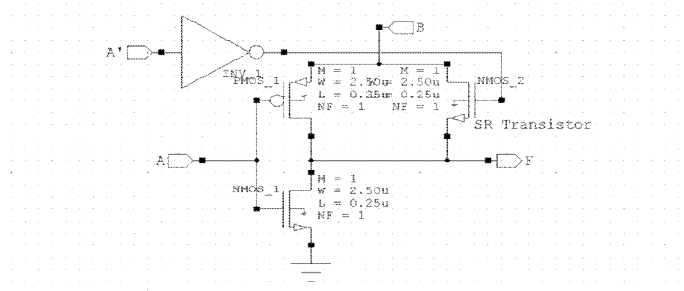 B
A'
INV_1
PMOS_1
M = 1
W = 2.50u
L = 0.25u
NF = 1
M = 1
W = 2.50u
L = 0.25u
NF = 1
NMOS_2
SR Transistor
A
F
NMOS_1
M = 1
W = 2.50u
L = 0.25u
NF = 1